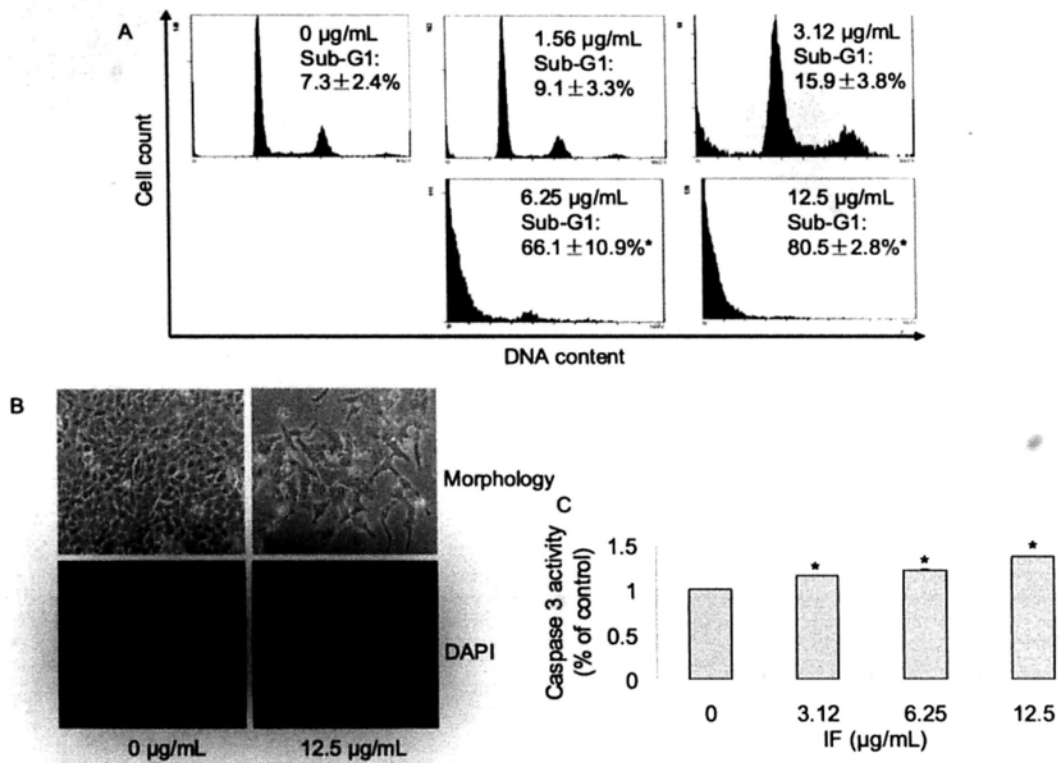 A
0 µg/mL
Sub-G1:
7.3±2.4%
1.56 µg/mL
Sub-G1:
9.1±3.3%
3.12 µg/mL
Sub-G1:
15.9±3.8%
6.25 µg/mL
Sub-G1:
66.1±10.9%*
12.5 µg/mL
Sub-G1:
80.5±2.8%*
Cell count
DNA content
B
Morphology
DAPI
0 µg/mL
12.5 µg/mL
C
Caspase 3 activity
(% of control)
1.5
1
0.5
0
* * *
0 3.12 6.25 12.5
IF (µg/mL)